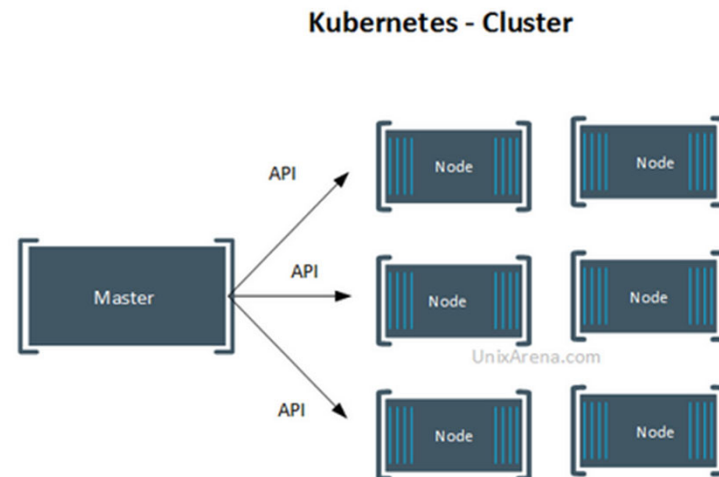 Kubernetes - Cluster
API
Node
Node
Master
API
Node
Node
UnixArena.com
API
Node
Node